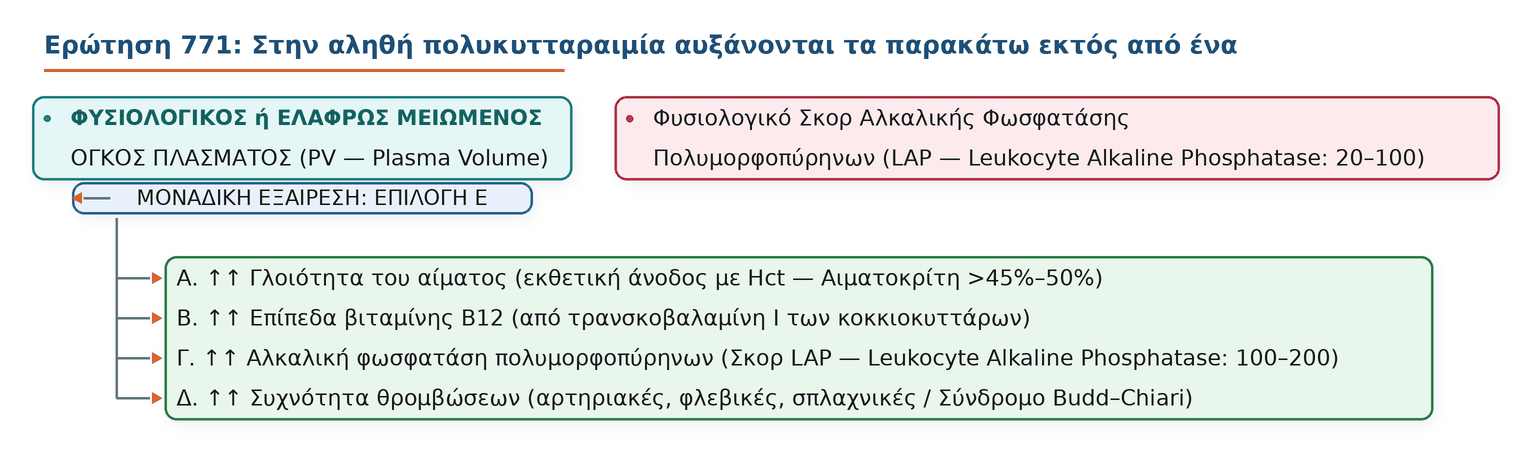 Ερώτηση 771: Στην αληθή πολυκυτταραιμία αυξάνονται τα παρακάτω εκτός από ένα
• ΦΥΣΙΟΛΟΓΙΚΟΣ ή ΕΛΑΦΡΩΣ ΜΕΙΩΜΕΝΟΣ
ΟΓΚΟΣ ΠΛΑΣΜΑΤΟΣ (PV — Plasma Volume)
• Φυσιολογικό Σκορ Αλκαλικής Φωσφατάσης
Πολυμορφοπύρηνων (LAP — Leukocyte Alkaline Phosphatase: 20–100)
ΜΟΝΑΔΙΚΗ ΕΞΑΙΡΕΣΗ: ΕΠΙΛΟΓΗ Ε
Α. ↑↑ Γλοιότητα του αίματος (εκθετική άνοδος με Hct — Αιματοκρίτη >45%–50%)
Β. ↑↑ Επίπεδα βιταμίνης Β12 (από τρανσκοβαλαμίνη Ι των κοκκιοκυττάρων)
Γ. ↑↑ Αλκαλική φωσφατάση πολυμορφοπύρηνων (Σκορ LAP — Leukocyte Alkaline Phosphatase: 100–200)
Δ. ↑↑ Συχνότητα θρομβώσεων (αρτηριακές, φλεβικές, σπλαχνικές / Σύνδρομο Budd–Chiari)